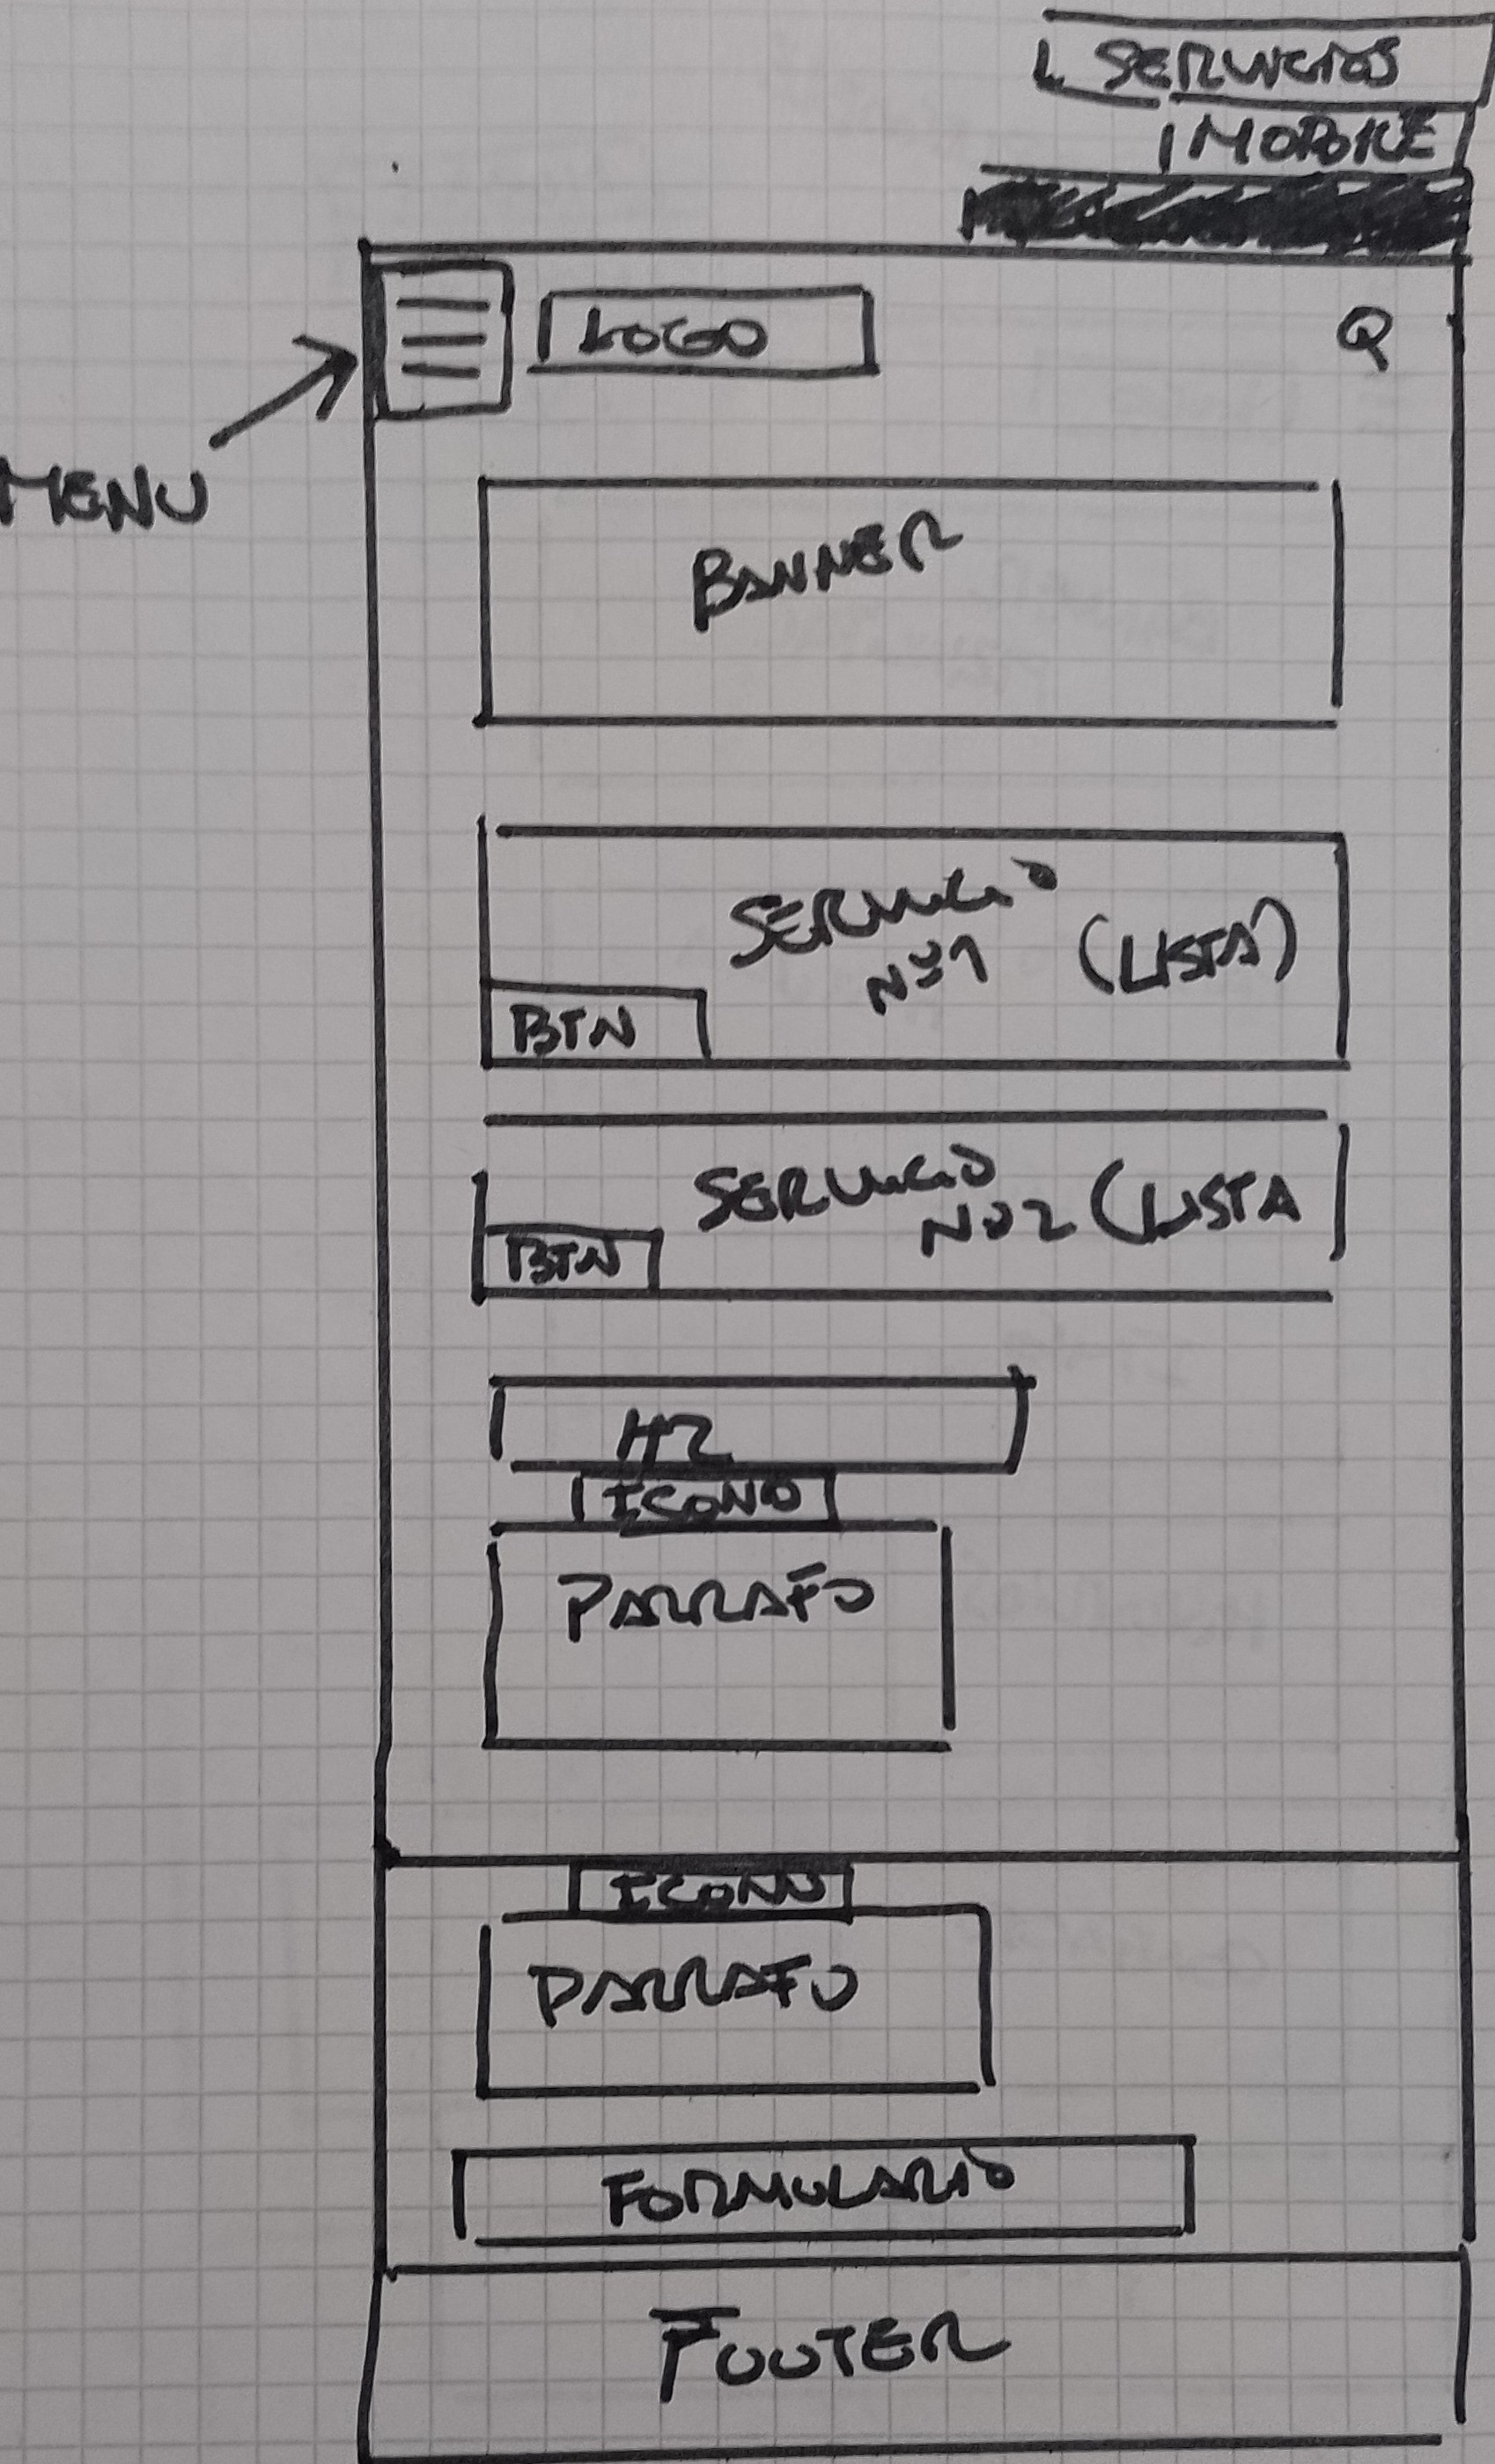 SERVICIOS
MOBILE
LOGO
Q
MENU
BANNER
SERVICIO
Nº1 (LISTA)
BTN
SERVICIO
Nº2 (LISTA
BTN
H2
ICONO
PARRAFO
ICONO
PARRAFO
FORMULARIO
FOOTER